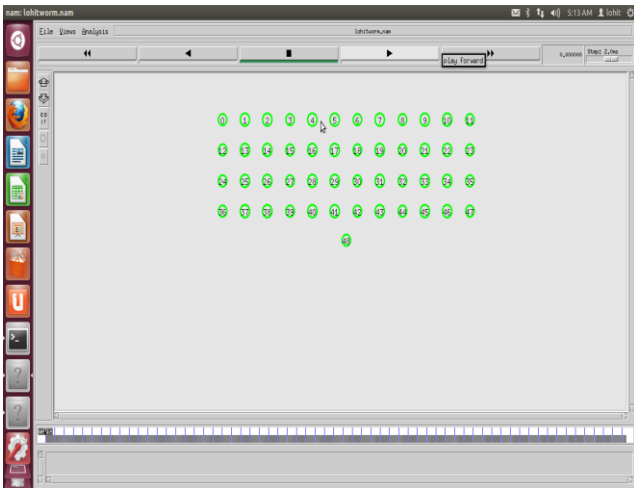 nam: lohitworm.nam
5:13 AM lohit
File Views Analysis lohitworm.nam
play forward
0.000000 Step: 2.0ms
0 1 2 3 4 5 6 7 8 9 10 11
12 13 14 15 16 17 18 19 20 21 22 23
24 25 26 27 28 29 30 31 32 33 34 35
36 37 38 39 40 41 42 43 44 45 46 47
48